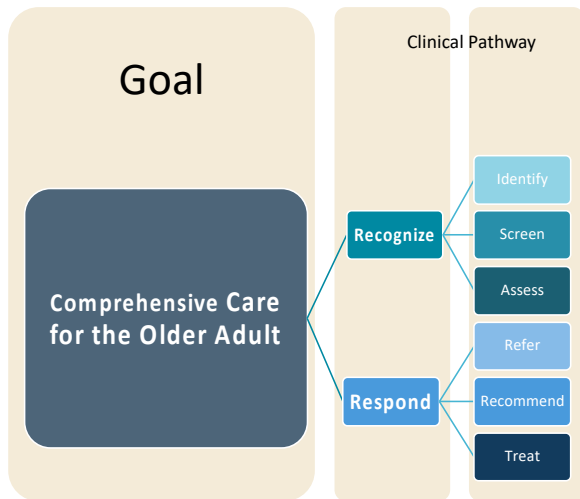 Goal
Clinical Pathway
Comprehensive Care
for the Older Adult
Recognize
Identify
Screen
Assess
Respond
Refer
Recommend
Treat